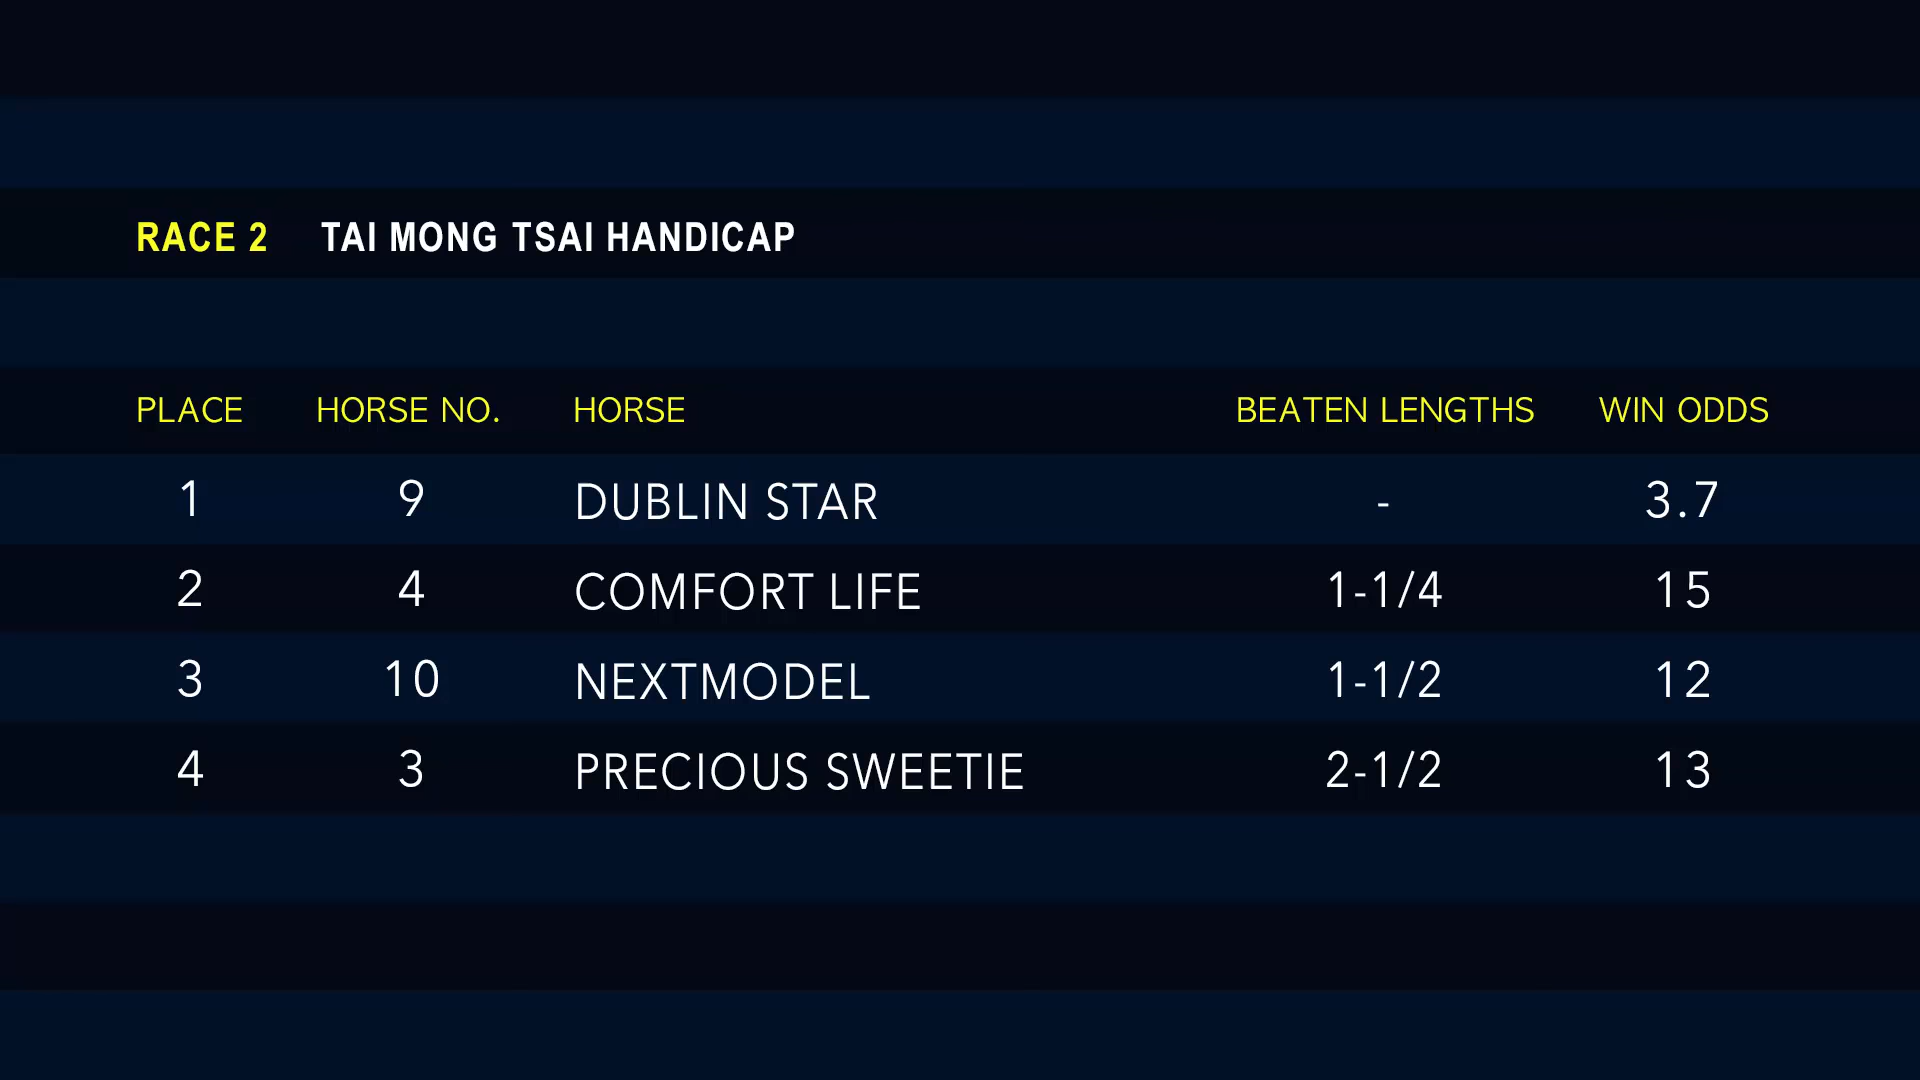 RACE 2 TAI MONG TSAI HANDICAP
PLACE HORSE NO. HORSE BEATEN LENGTHS WIN ODDS
1 9 DUBLIN STAR - 3.7
2 4 COMFORT LIFE 1-1/4 15
3 10 NEXTMODEL 1-1/2 12
4 3 PRECIOUS SWEETIE 2-1/2 13